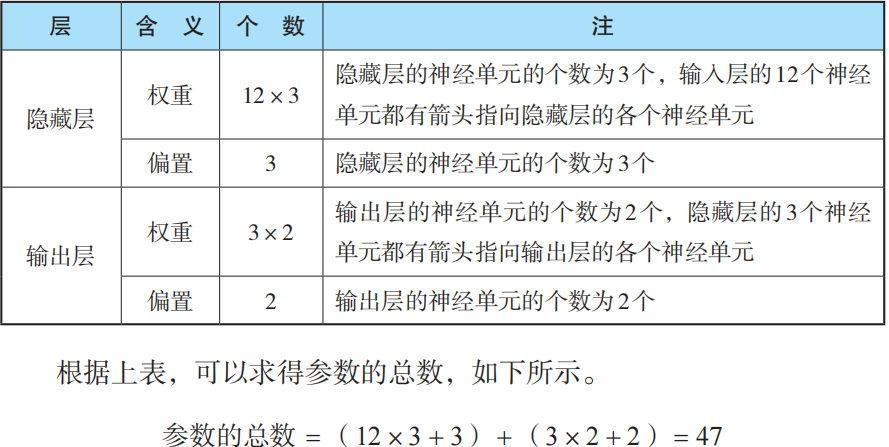 层 含 义 个 数 注
隐藏层
权重 12×3
隐藏层的神经单元的个数为3个，输入层的12个神经
单元都有箭头指向隐藏层的各个神经单元
偏置 3 隐藏层的神经单元的个数为3个
输出层
权重 3×2
输出层的神经单元的个数为2个，隐藏层的3个神经
单元都有箭头指向输出层的各个神经单元
偏置 2 输出层的神经单元的个数为2个
根据上表，可以求得参数的总数，如下所示。
参数的总数 =（12×3+3）+（3×2+2）= 47